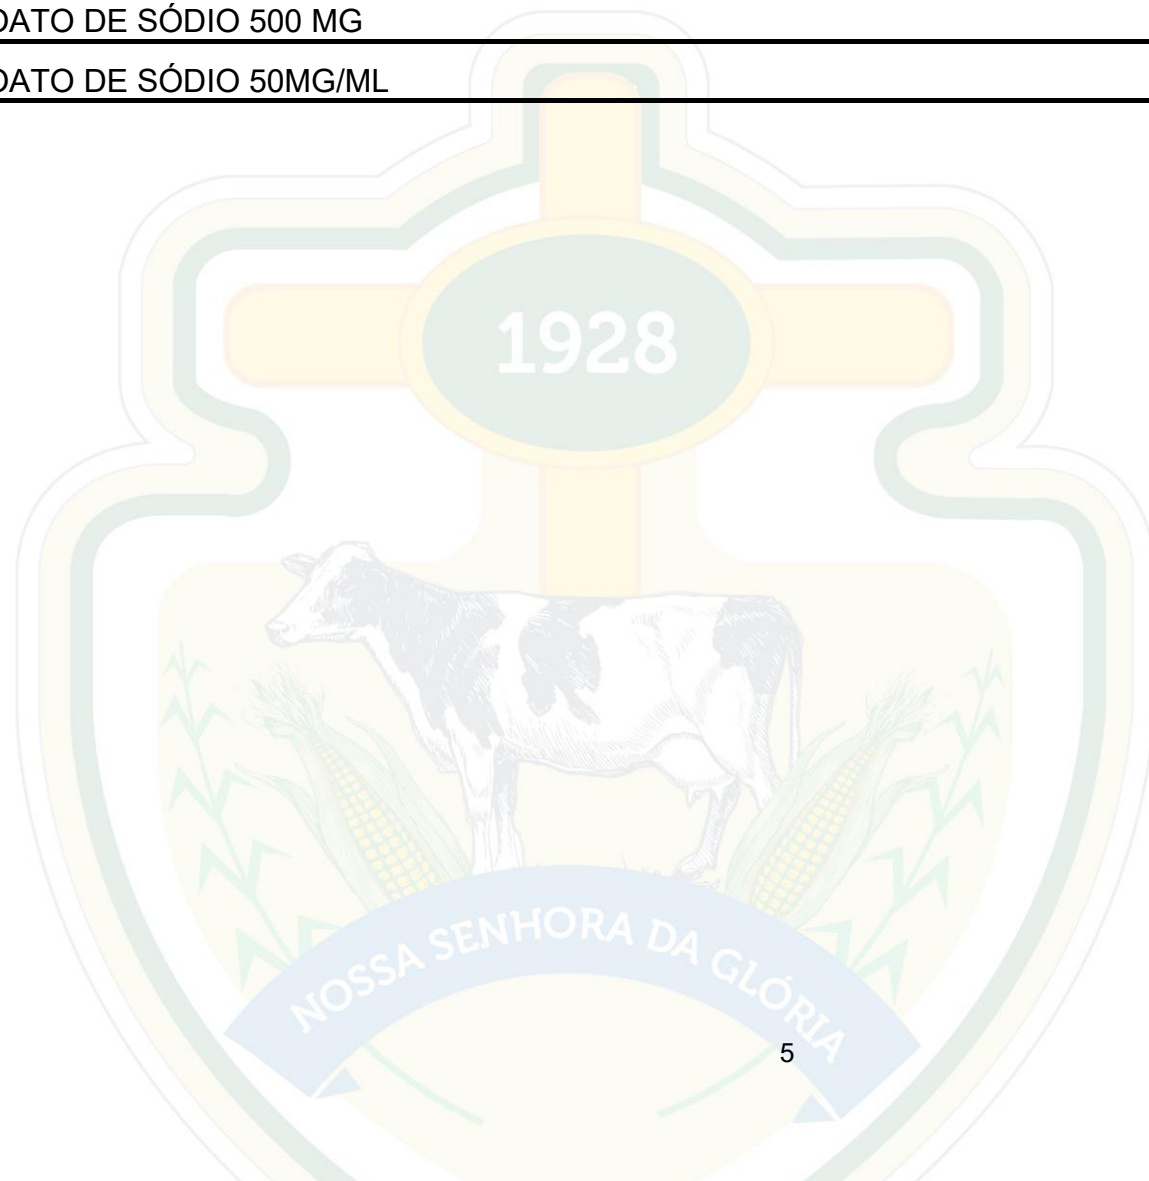 DATO DE SÓDIO 500 MG
DATO DE SÓDIO 50MG/ML
1928
NOSSA SENHORA DA GLÓRIA
5